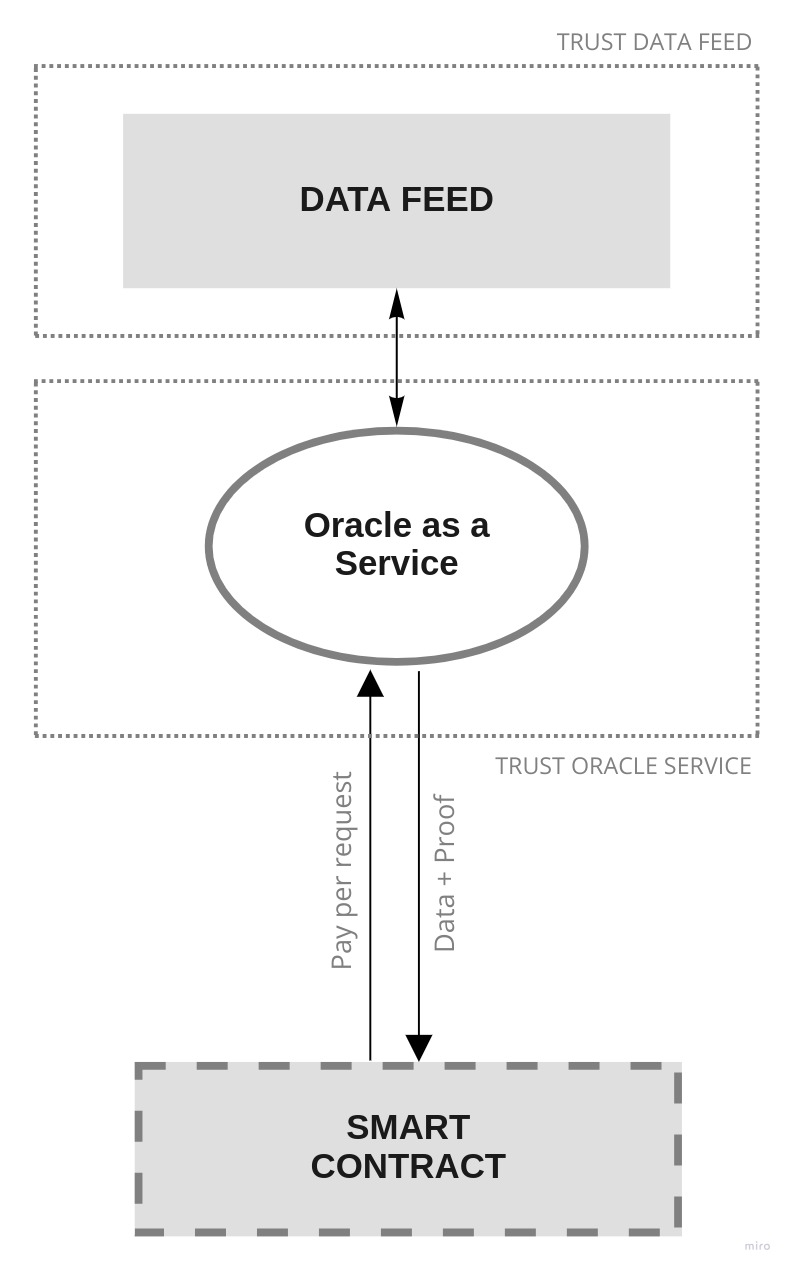 TRUST DATA FEED
DATA FEED
Oracle as a
Service
TRUST ORACLE SERVICE
Pay per request
Data + Proof
SMART
CONTRACT
miro